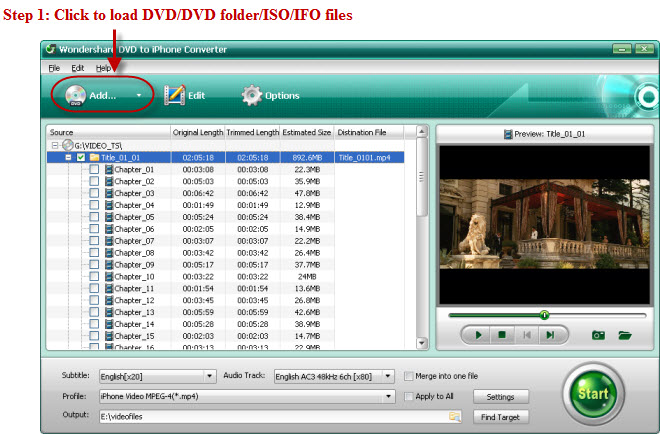 Step 1: Click to load DVD/DVD folder/ISO/IFO files
Wondershare DVD to iPhone Converter
File Edit Help
DVD Add... Edit Options
Source Original Length Trimmed Length Estimated Size Distination File
Preview: Title_01_01
G:\VIDEO_TS\
Title_01_01 02:05:18 02:05:18 892.6MB Title_0101.mp4
Chapter_01 00:03:08 00:03:08 22.3MB
Chapter_02 00:05:03 00:05:03 35.9MB
Chapter_03 00:06:42 00:06:42 47.8MB
Chapter_04 00:01:49 00:01:49 12.9MB
Chapter_05 00:05:24 00:05:24 38.4MB
Chapter_06 00:02:05 00:02:05 14.9MB
Chapter_07 00:03:07 00:03:07 22.2MB
Chapter_08 00:03:42 00:03:42 26.4MB
Chapter_09 00:05:17 00:05:17 37.7MB
Chapter_10 00:03:22 00:03:22 24MB
Chapter_11 00:01:54 00:01:54 13.6MB
Chapter_12 00:03:45 00:03:45 26.8MB
Chapter_13 00:05:59 00:05:59 42.6MB
Chapter_14 00:05:28 00:05:28 38.9MB
Chapter_15 00:02:03 00:02:03 14.7MB
Chapter_16 00:03:13 00:03:13 22.9MB
Subtitle: English[x20] Audio Track: English AC3 48kHz 6ch [x80] Merge into one file
Profile: iPhone Video MPEG-4(*.mp4) Apply to All Settings
Output: E:\videofiles Find Target
Start